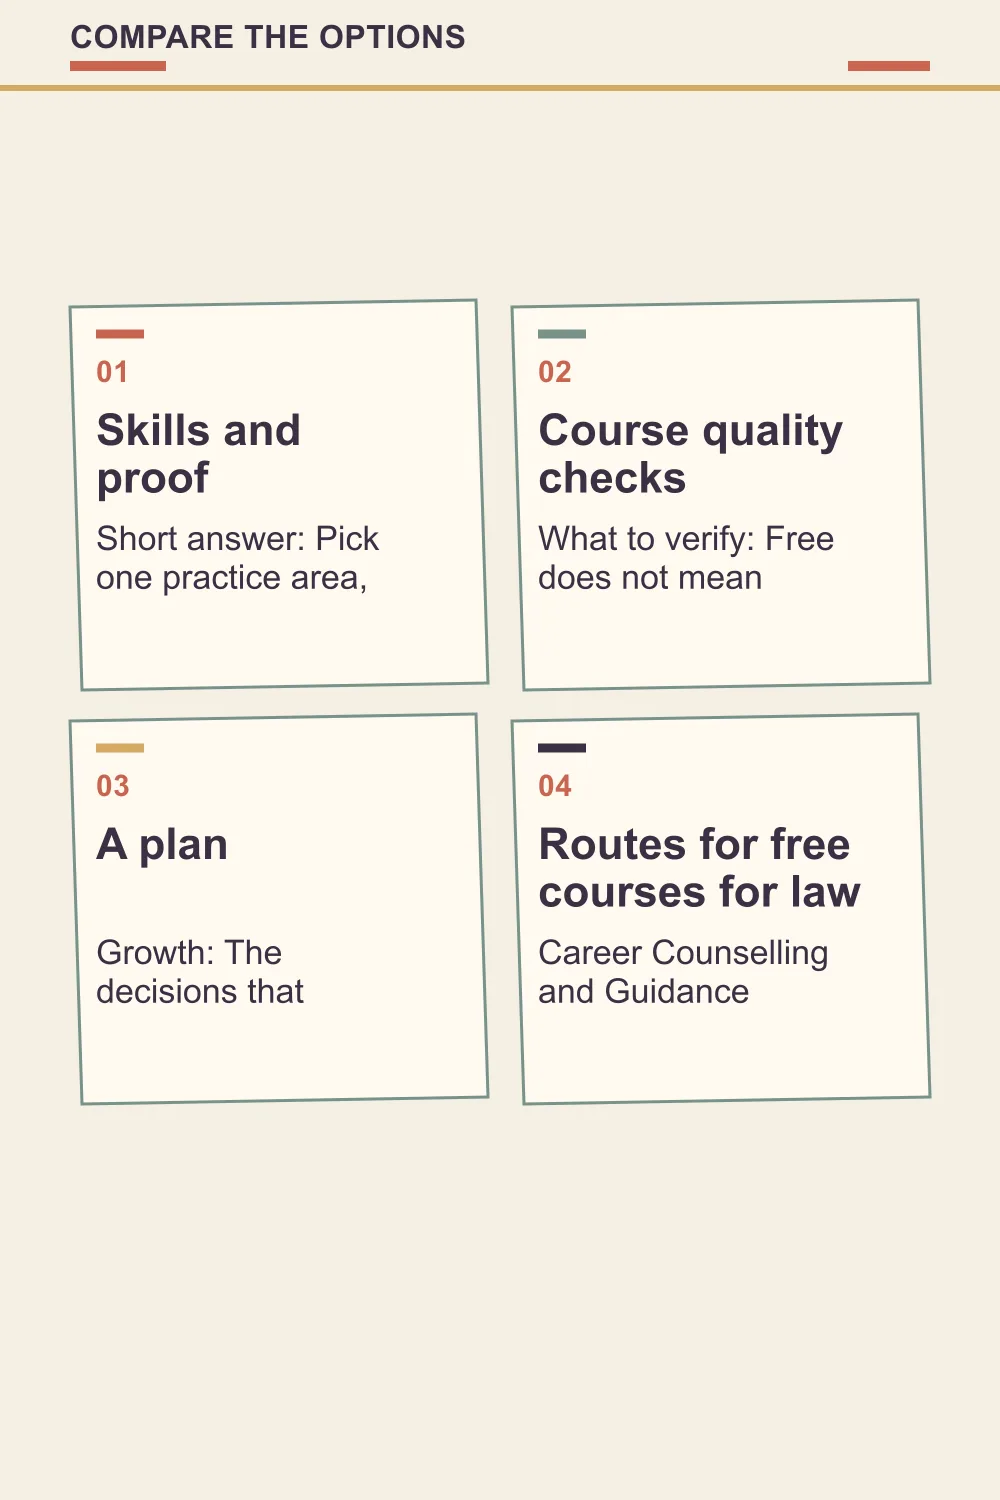 COMPARE THE OPTIONS
01
Skills and
proof
Short answer: Pick
one practice area,
02
Course quality
checks
What to verify: Free
does not mean
03
A plan
Growth: The
decisions that
04
Routes for free
courses for law
Career Counselling
and Guidance